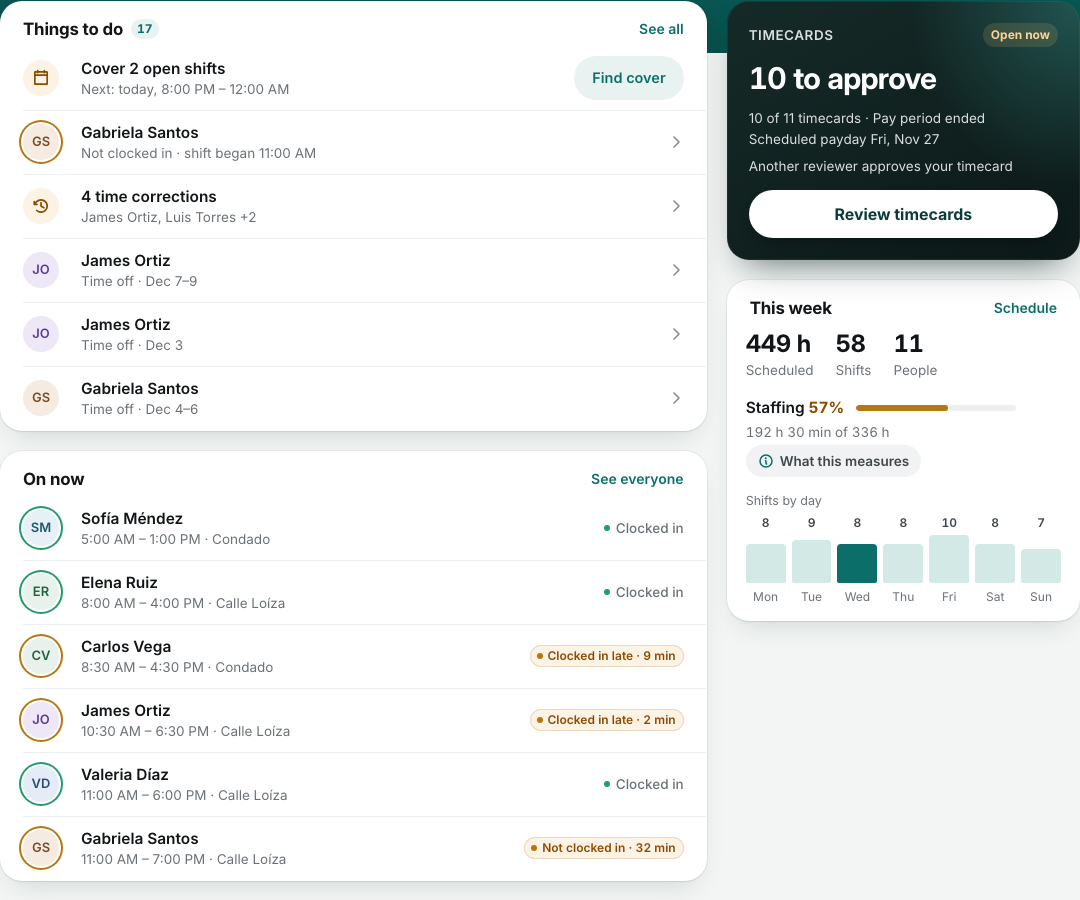 Things to do 17 See all
Cover 2 open shifts
Next: today, 8:00 PM – 12:00 AM
Find cover
GS Gabriela Santos
Not clocked in · shift began 11:00 AM
4 time corrections
James Ortiz, Luis Torres +2
JO James Ortiz
Time off · Dec 7–9
JO James Ortiz
Time off · Dec 3
GS Gabriela Santos
Time off · Dec 4–6
On now See everyone
SM Sofía Méndez
5:00 AM – 1:00 PM · Condado
Clocked in
ER Elena Ruiz
8:00 AM – 4:00 PM · Calle Loíza
Clocked in
CV Carlos Vega
8:30 AM – 4:30 PM · Condado
Clocked in late · 9 min
JO James Ortiz
10:30 AM – 6:30 PM · Calle Loíza
Clocked in late · 2 min
VD Valeria Díaz
11:00 AM – 6:00 PM · Calle Loíza
Clocked in
GS Gabriela Santos
11:00 AM – 7:00 PM · Calle Loíza
Not clocked in · 32 min
TIMECARDS Open now
10 to approve
10 of 11 timecards · Pay period ended
Scheduled payday Fri, Nov 27
Another reviewer approves your timecard
Review timecards
This week Schedule
449 h 58 11
Scheduled Shifts People
Staffing 57%
192 h 30 min of 336 h
What this measures
Shifts by day
8 9 8 8 10 8 7
Mon Tue Wed Thu Fri Sat Sun